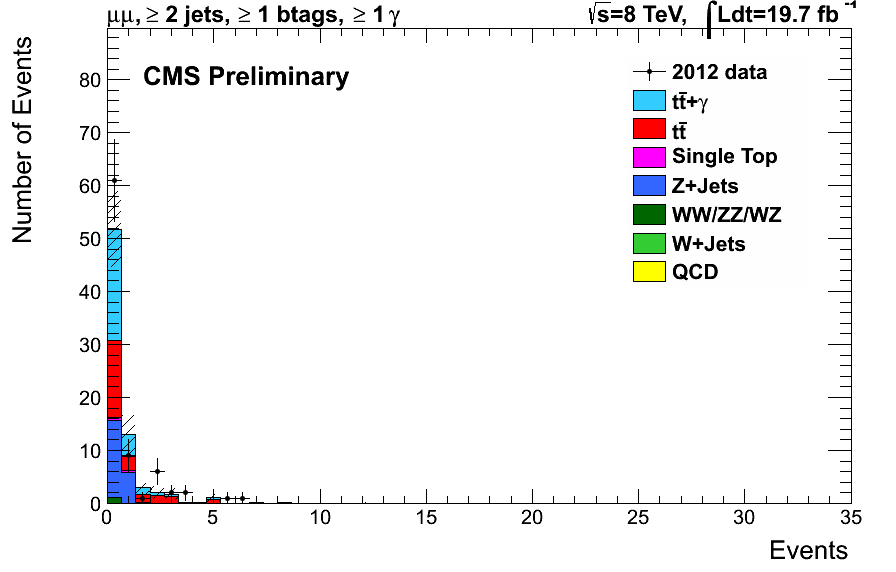 μμ, ≥ 2 jets, ≥ 1 btags, ≥ 1 γ
√s=8 TeV, ∫Ldt=19.7 fb⁻¹
CMS Preliminary
2012 data
tt̄+γ
tt̄
Single Top
Z+Jets
WW/ZZ/WZ
W+Jets
QCD
Number of Events
80
70
60
50
40
30
20
10
0
0 5 10 15 20 25 30 35
Events